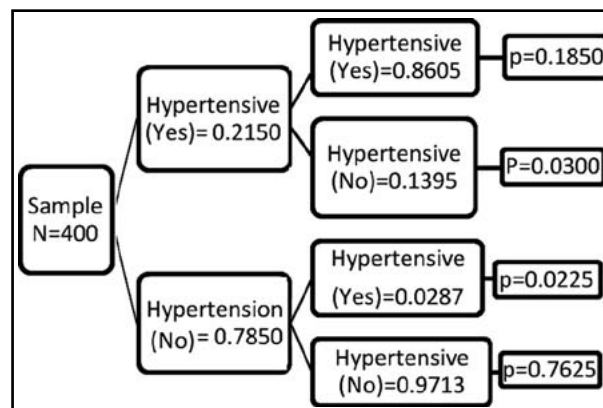 Sample
N=400
Hypertensive
(Yes)= 0.2150
Hypertensive
(Yes)=0.8605
p=0.1850
Hypertensive
(No)=0.1395
P=0.0300
Hypertension
(No)= 0.7850
Hypertensive
(Yes)=0.0287
p=0.0225
Hypertensive
(No)=0.9713
p=0.7625